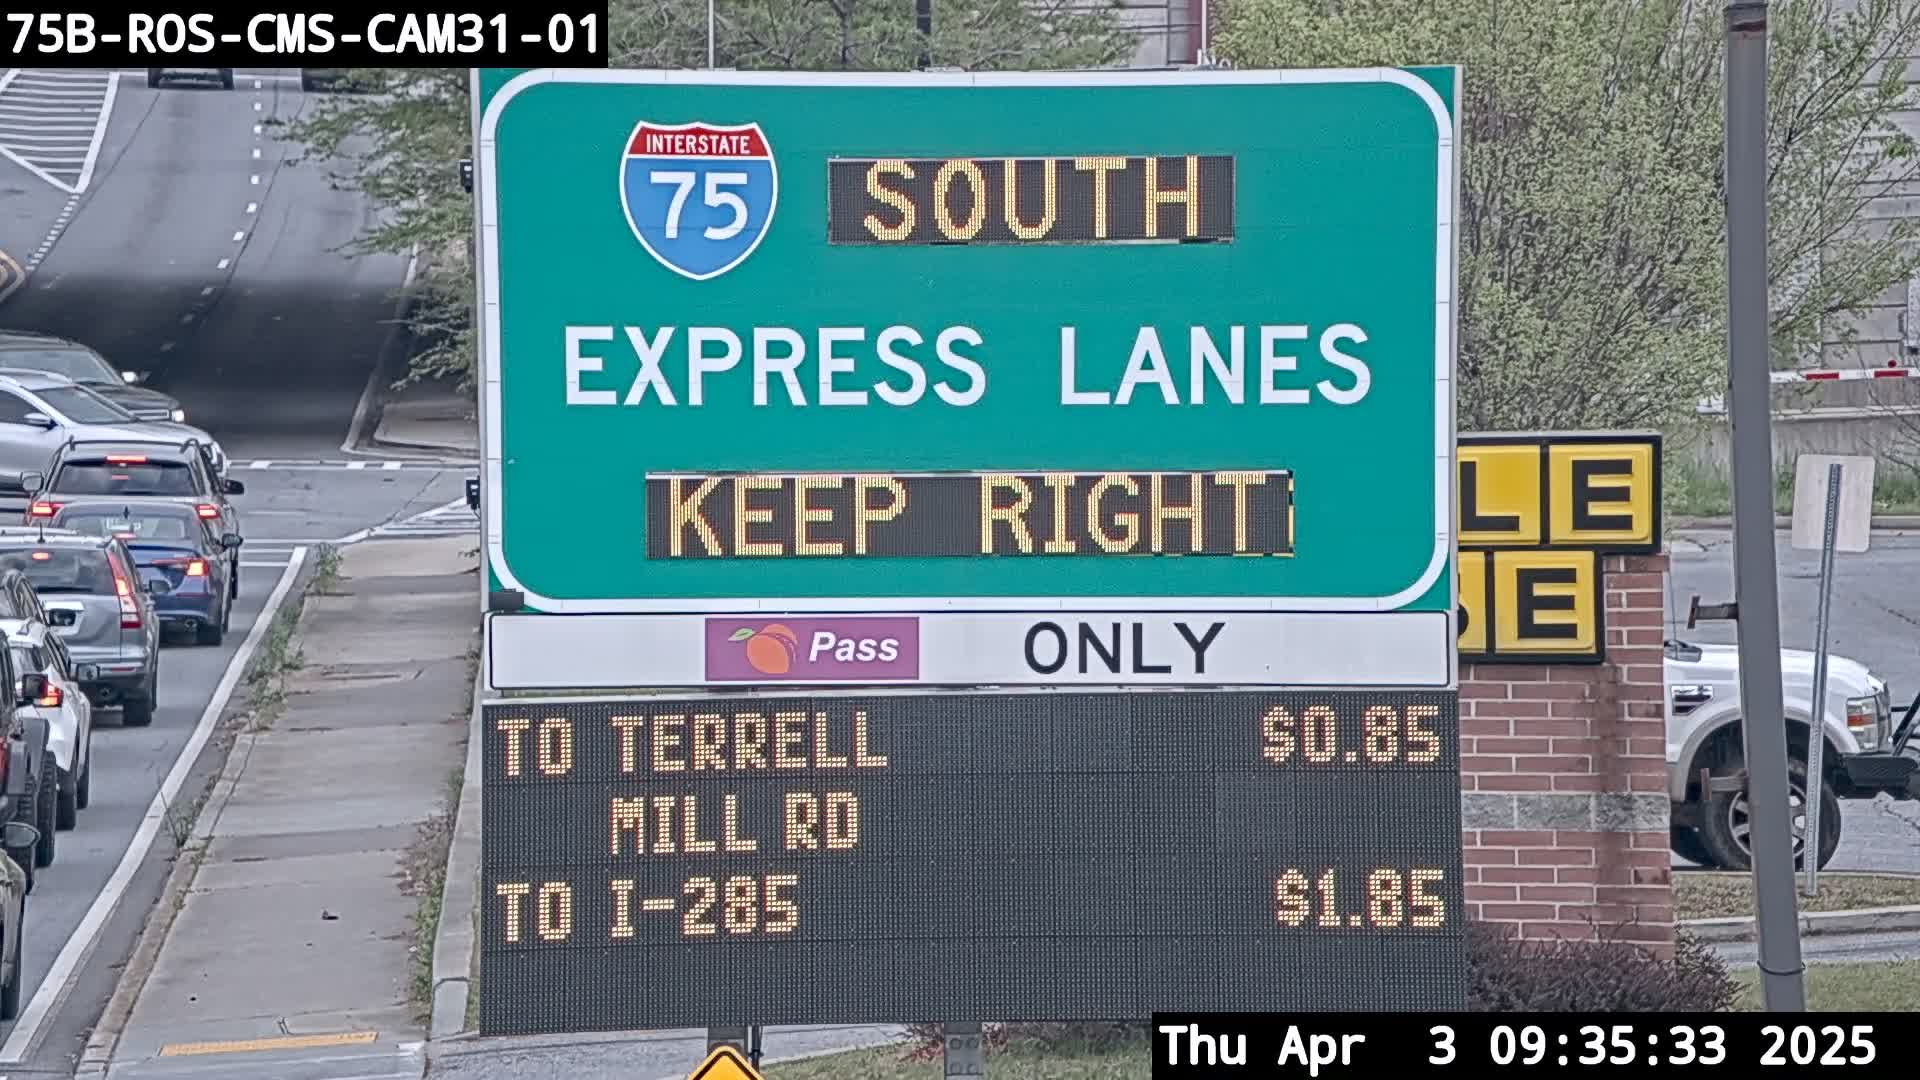 75B-ROS-CMS-CAM31-01
INTERSTATE
75
SOUTH
EXPRESS LANES
KEEP RIGHT
Pass ONLY
LE
E
TO TERRELL $0.85
MILL RD
TO I-285 $1.85
Thu Apr 3 09:35:33 2025